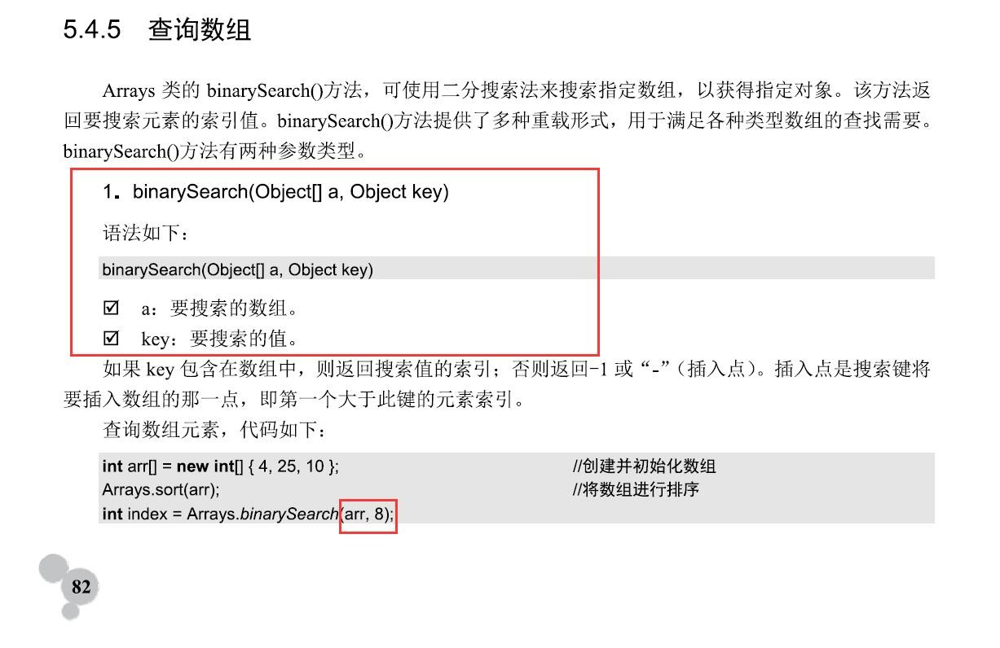 5.4.5 查询数组
Arrays 类的 binarySearch()方法，可使用二分搜索法来搜索指定数组，以获得指定对象。该方法返
回要搜索元素的索引值。binarySearch()方法提供了多种重载形式，用于满足各种类型数组的查找需要。
binarySearch()方法有两种参数类型。
1．binarySearch(Object[] a, Object key)
语法如下：
binarySearch(Object[] a, Object key)
☑ a：要搜索的数组。
☑ key：要搜索的值。
如果 key 包含在数组中，则返回搜索值的索引；否则返回-1 或“-”（插入点）。插入点是搜索键将
要插入数组的那一点，即第一个大于此键的元素索引。
查询数组元素，代码如下：
int arr[] = new int[] { 4, 25, 10 }; //创建并初始化数组
Arrays.sort(arr); //将数组进行排序
int index = Arrays.binarySearch(arr, 8);
82